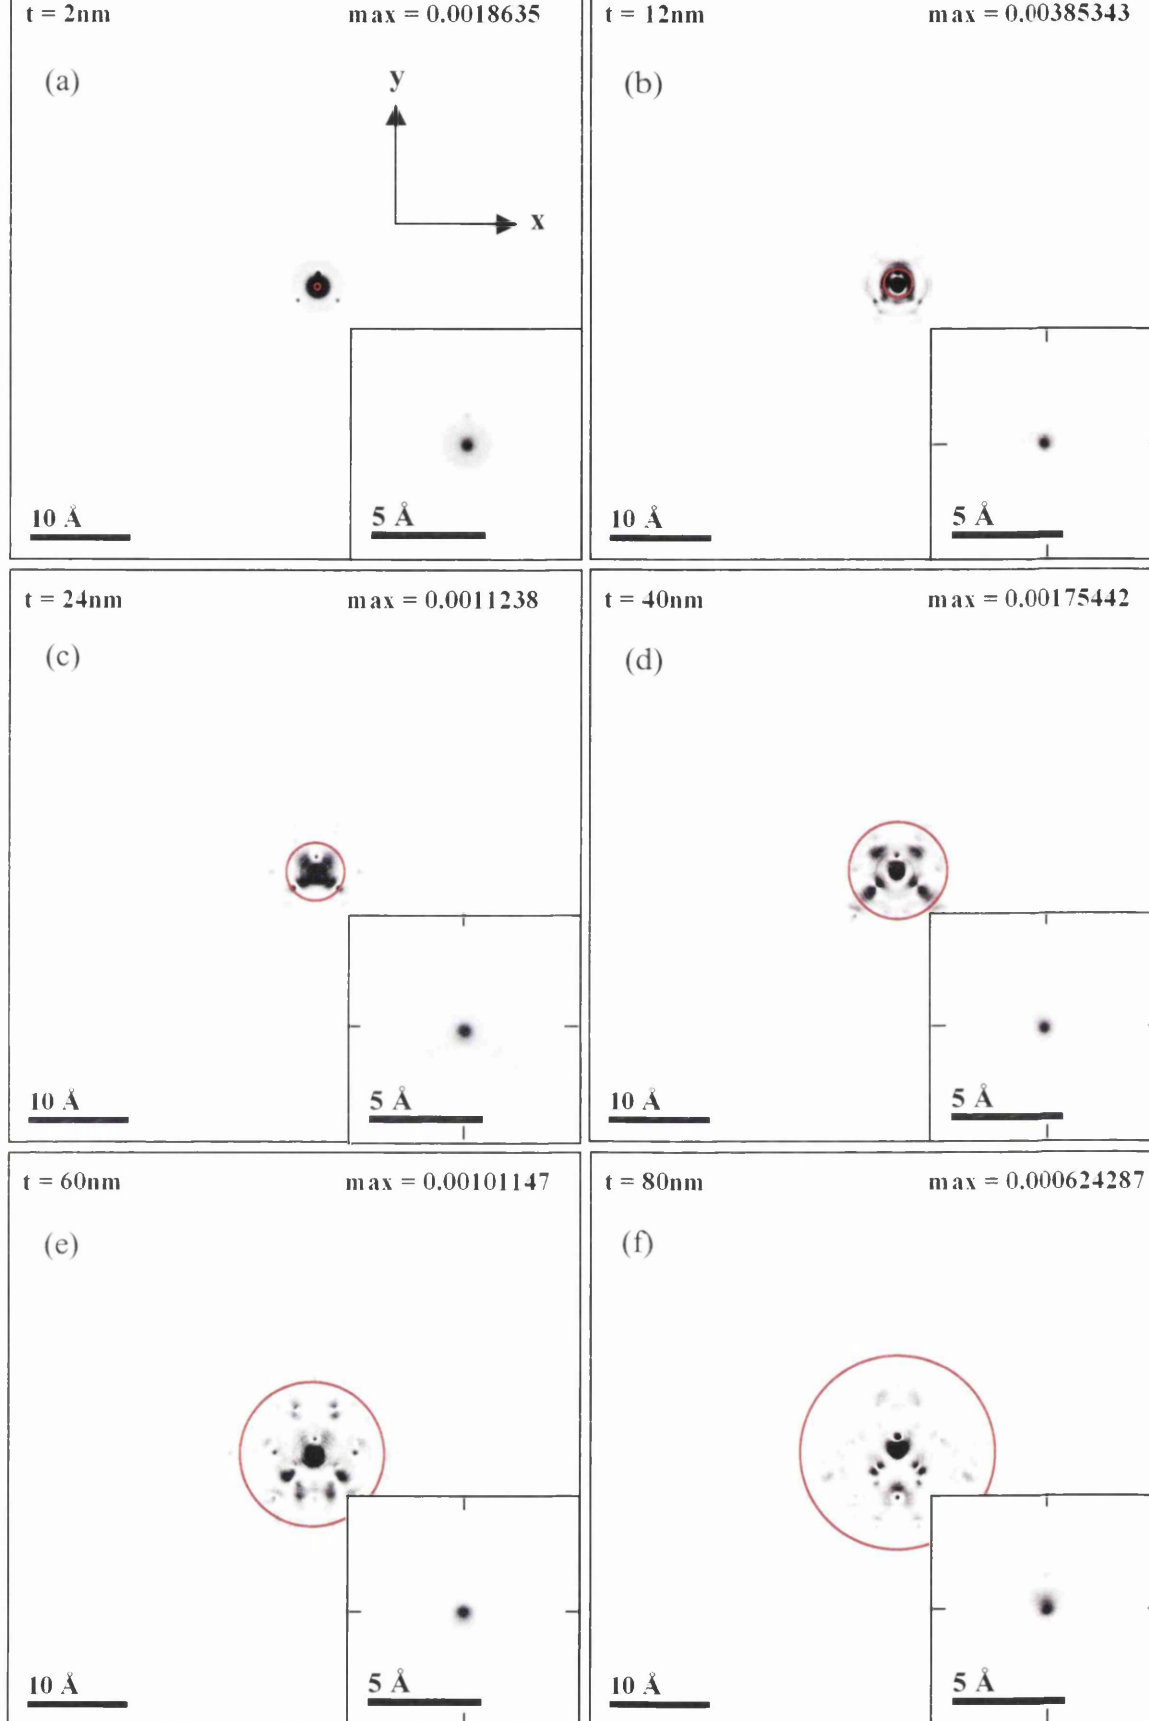 t = 2nm max = 0.0018635
(a)
y
x
10 Å
5 Å
t = 12nm max = 0.00385343
(b)
10 Å
5 Å
t = 24nm max = 0.0011238
(c)
10 Å
5 Å
t = 40nm max = 0.00175442
(d)
10 Å
5 Å
t = 60nm max = 0.00101147
(e)
10 Å
5 Å
t = 80nm max = 0.000624287
(f)
10 Å
5 Å